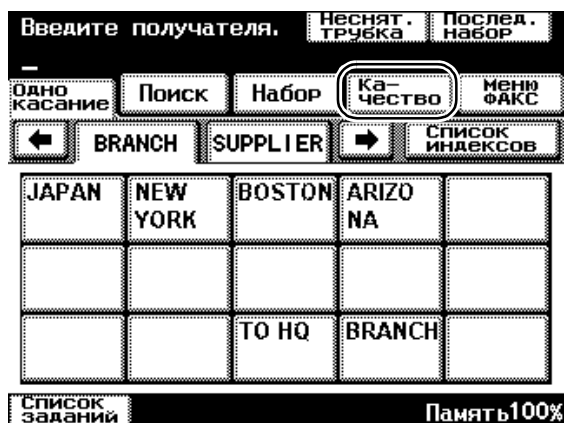 Введите получателя.
Неснят.
трубка
Послед.
набор
Одно
касание
Поиск
Набор
Ка-
чество
Меню
ФАКС
BRANCH
SUPPLIER
Список
индексов
JAPAN
NEW
YORK
BOSTON
ARIZO
NA
TO HQ
BRANCH
Список
заданий
Память100%